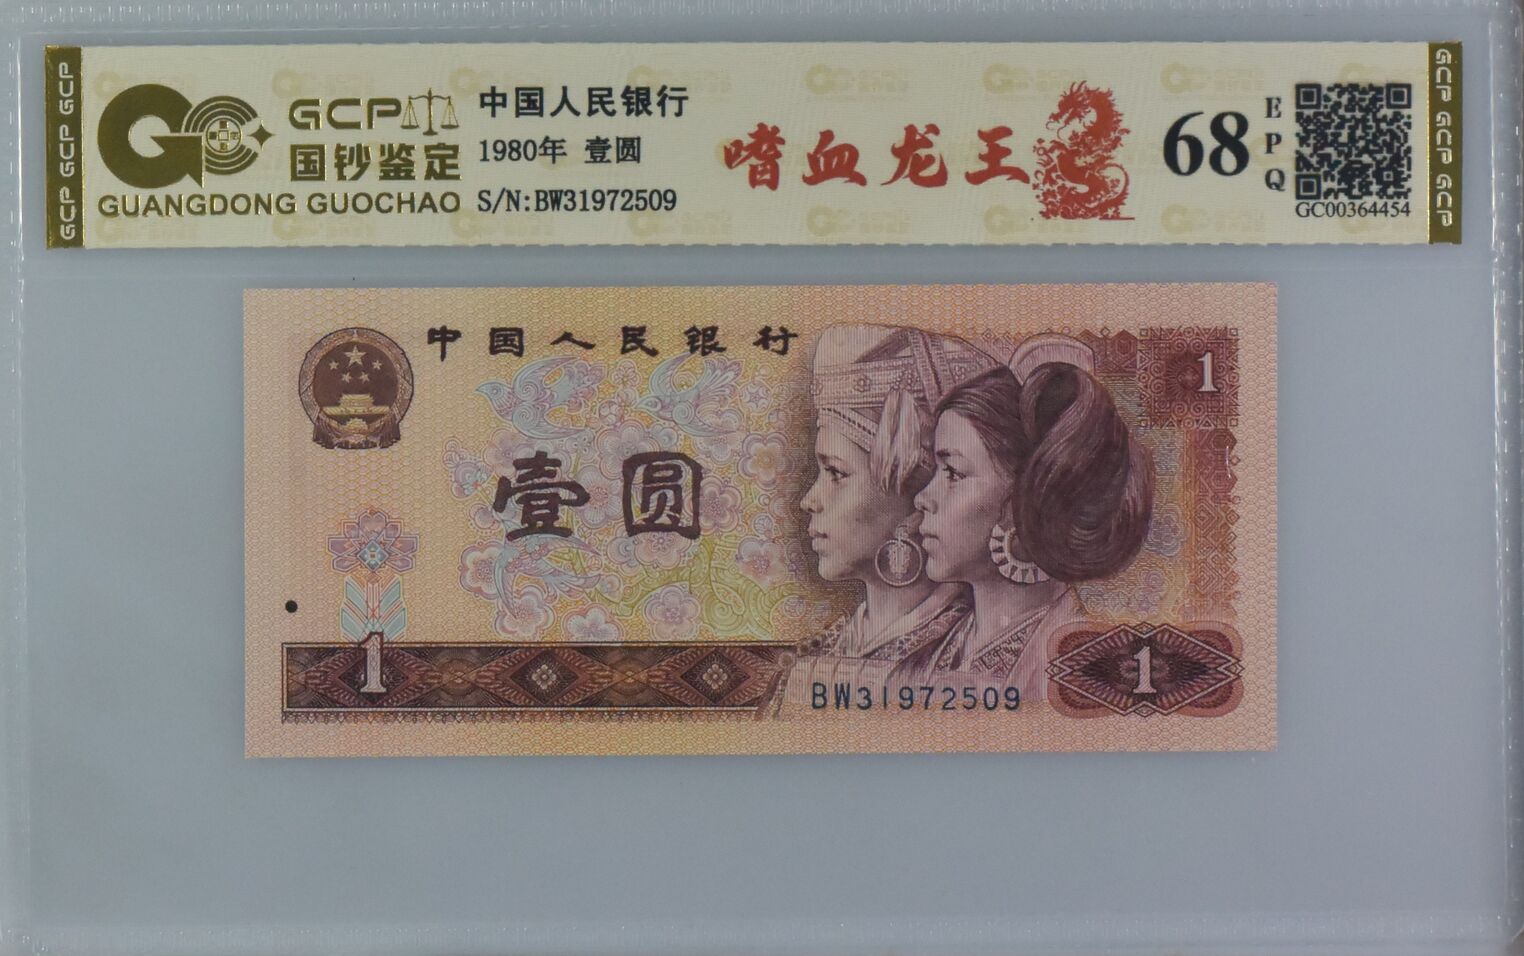 GCP GCP GCP
GCP
国钞鉴定
GUANGDONG GUOCHAO
中国人民银行
1980年 壹圆
S/N:BW31972509
嗜血龙王
68
EPQ
GC00364454
GCP GCP GCP
中国人民银行
1
壹圆
1
BW31972509
1